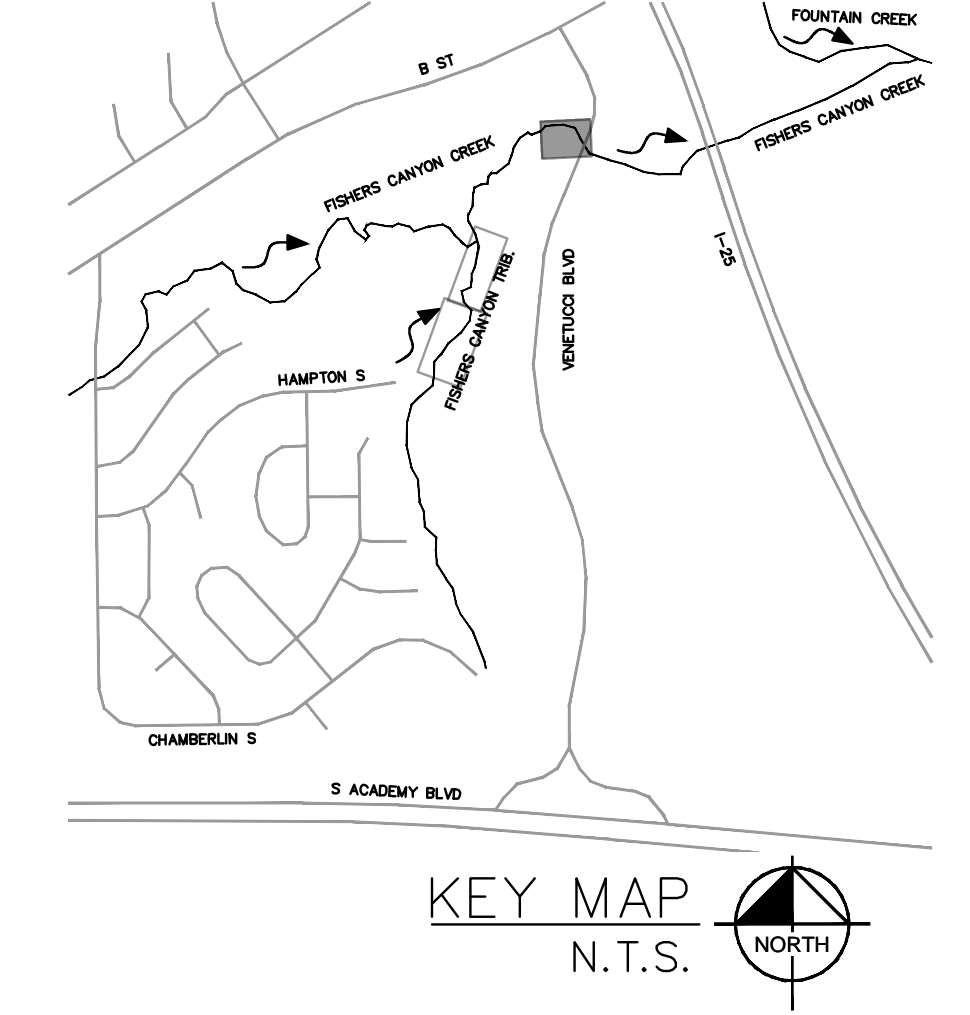 FOUNTAIN CREEK
B ST
FISHERS CANYON CREEK
FISHERS CANYON CREEK
I-25
VENETUCCI BLVD
FISHERS CANYON TRIB.
HAMPTON S
CHAMBERLIN S
S ACADEMY BLVD
KEY MAP
N.T.S.
NORTH